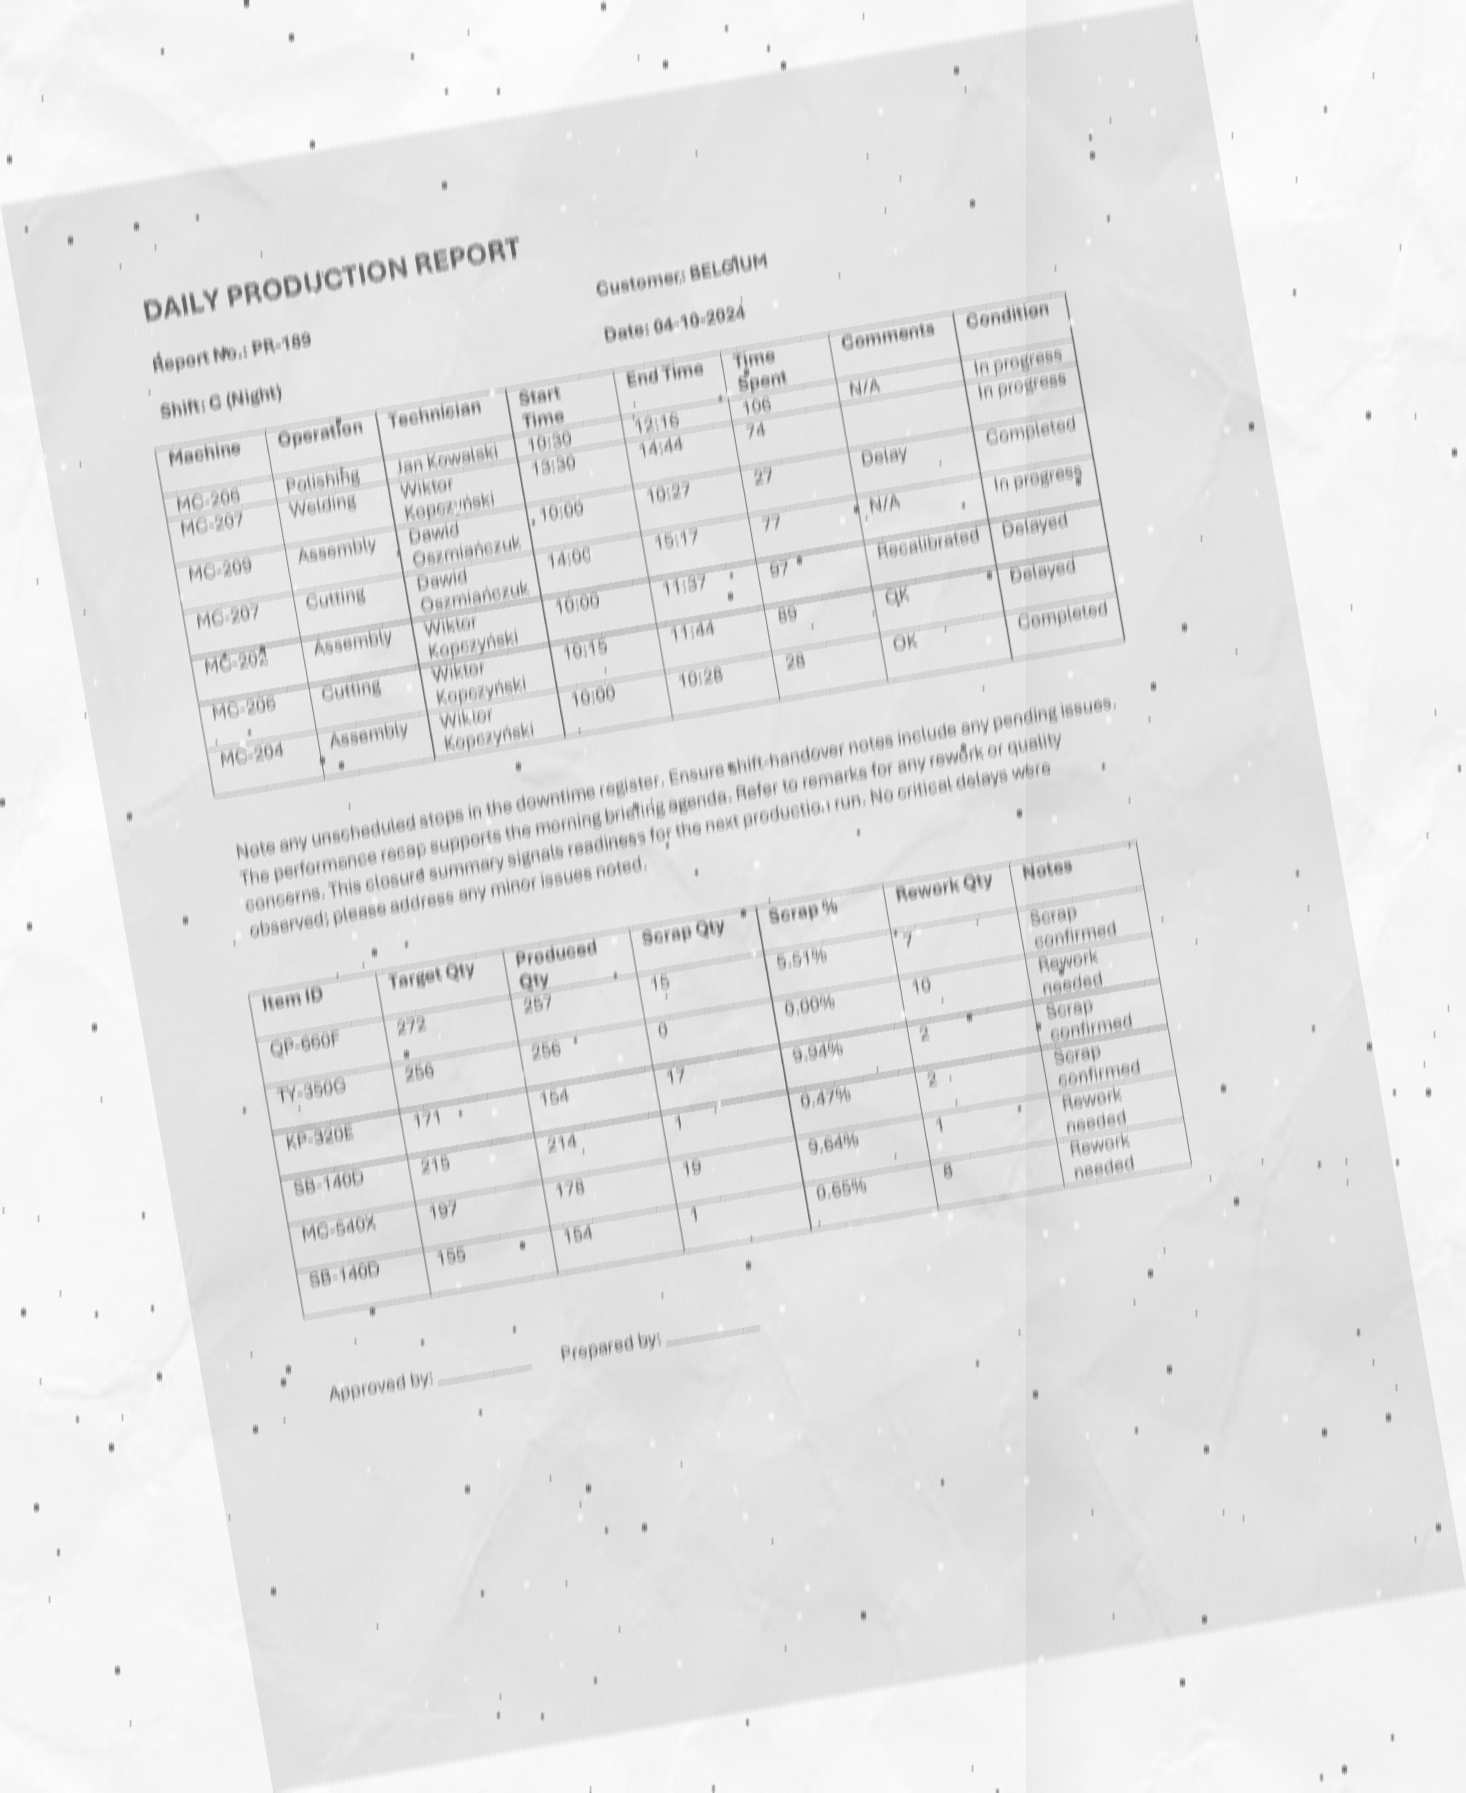 DAILY PRODUCTION REPORT
Customer: BELGIUM
Report No.: PR-189
Date: 04-10-2024
Shift: C (Night)
Machine Operation Technician Start Time End Time Time Spent Comments Condition
MC-206 Polishing Jan Kowalski 10:30 12:16 106 N/A In progress
MC-207 Welding Wiktor Kopczyński 13:30 14:44 74 In progress
MC-209 Assembly Dawid Oszmiańczuk 10:00 10:27 27 Delay Completed
MC-207 Cutting Dawid Oszmiańczuk 14:00 15:17 77 N/A In progress
MC-202 Assembly Wiktor Kopczyński 10:00 11:37 97 Recalibrated Delayed
MC-206 Cutting Wiktor Kopczyński 10:15 11:44 89 OK Delayed
MC-204 Assembly Wiktor Kopczyński 10:00 10:28 28 OK Completed
Note any unscheduled stops in the downtime register. Ensure shift-handover notes include any pending issues.
The performance recap supports the morning briefing agenda. Refer to remarks for any rework or quality
concerns. This closure summary signals readiness for the next production run. No critical delays were
observed; please address any minor issues noted.
Item ID Target Qty Produced Qty Scrap Qty Scrap % Rework Qty Notes
QP-660F 272 257 15 5.51% 7 Scrap confirmed
TY-350G 256 256 0 0.00% 10 Rework needed
KP-320E 171 154 17 9.94% 2 Scrap confirmed
SB-140D 215 214 1 0.47% 2 Scrap confirmed
MG-540X 197 178 19 9.64% 1 Rework needed
SB-140D 155 154 1 0.65% 8 Rework needed
Prepared by:
Approved by: